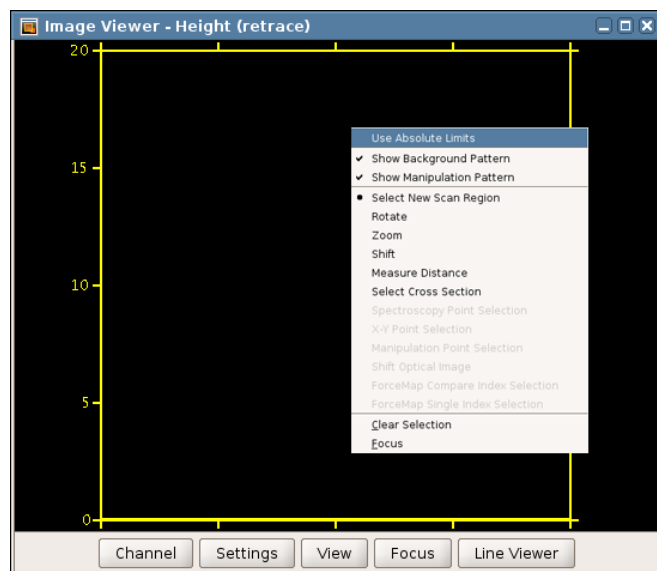 Image Viewer - Height (retrace)
20
15
10
5
0
Use Absolute Limits
Show Background Pattern
Show Manipulation Pattern
Select New Scan Region
Rotate
Zoom
Shift
Measure Distance
Select Cross Section
Spectroscopy Point Selection
X-Y Point Selection
Manipulation Point Selection
Shift Optical Image
ForceMap Compare Index Selection
ForceMap Single Index Selection
Clear Selection
Focus
Channel Settings View Focus Line Viewer